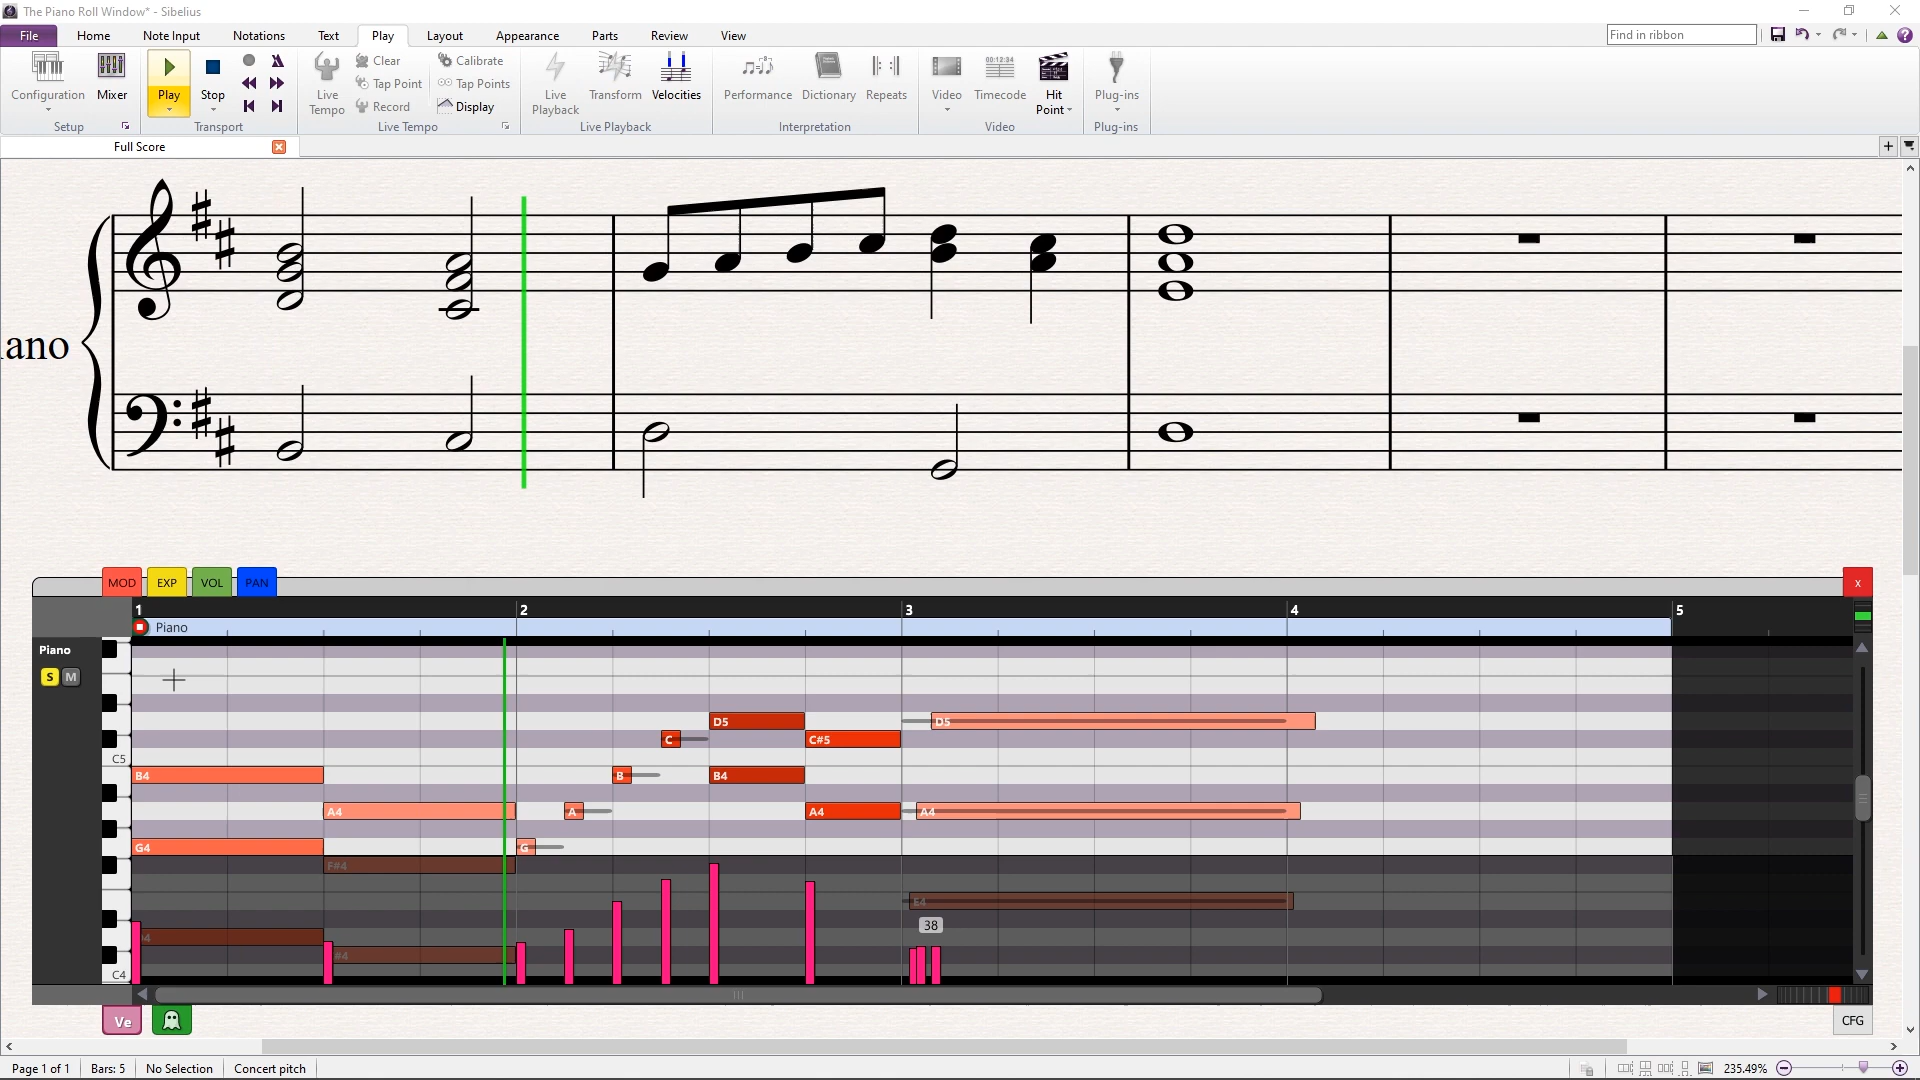 The Piano Roll Window* - Sibelius
File Home Note Input Notations Text Play Layout Appearance Parts Review View Find in ribbon
Configuration Mixer Play Stop Live Tempo Clear Tap Point Record Calibrate Tap Points Display Live Playback Transform Velocities Performance Dictionary Repeats Video Timecode Hit Point Plug-ins
Setup Transport Live Tempo Live Playback Interpretation Video Plug-ins
Full Score
iano
MOD EXP VOL PAN x
1 2 3 4 5
Piano
Piano
S M
D5 D5
C C#5
C5
B4 B B4
A4 A A4 A4
G4 G
F#4
E4
38
#4
C4
Ve CFG
Page 1 of 1 Bars: 5 No Selection Concert pitch 235.49%